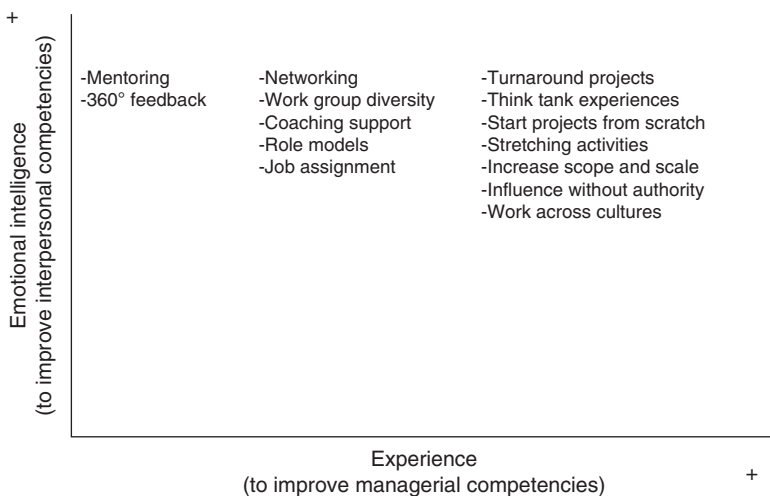 +
Emotional intelligence
(to improve interpersonal competencies)
-Mentoring
-360° feedback
-Networking
-Work group diversity
-Coaching support
-Role models
-Job assignment
-Turnaround projects
-Think tank experiences
-Start projects from scratch
-Stretching activities
-Increase scope and scale
-Influence without authority
-Work across cultures
Experience
(to improve managerial competencies)
+